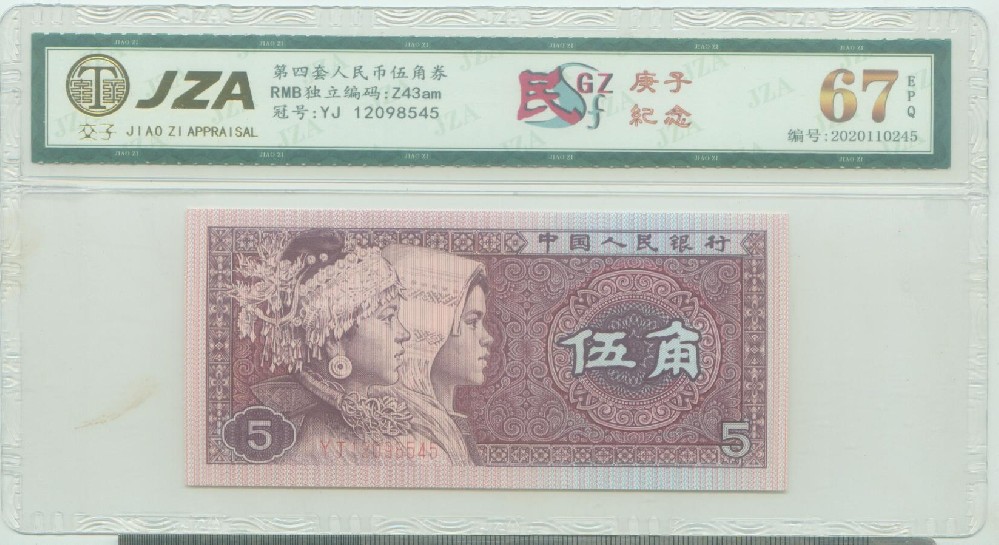 JZA
交子 JIAO ZI APPRAISAL
第四套人民币伍角券
RMB独立编码:Z43am
冠号:YJ 12098545
民 GZ f
庚子
紀念
67 EPQ
编号:2020110245
中国人民银行
伍角
5
YJ 12098545
5